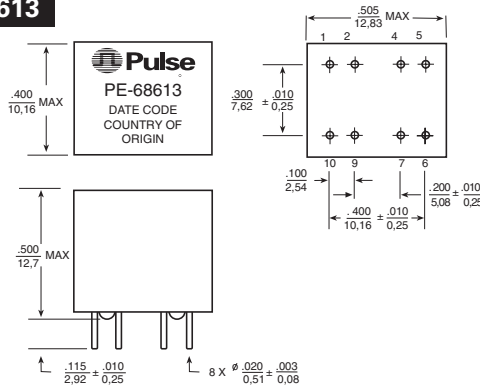 613
Pulse
PE-68613
DATE CODE
COUNTRY OF
ORIGIN
.400
10,16 MAX
.505
12,83 MAX
1 2 4 5
.300
7,62 ± .010
0,25
10 9 7 6
.100
2,54
.200
5,08 ± .010
0,25
.400
10,16 ± .010
0,25
.500
12,7 MAX
.115
2,92 ± .010
0,25
8 X ø .020
0,51 ± .003
0,08